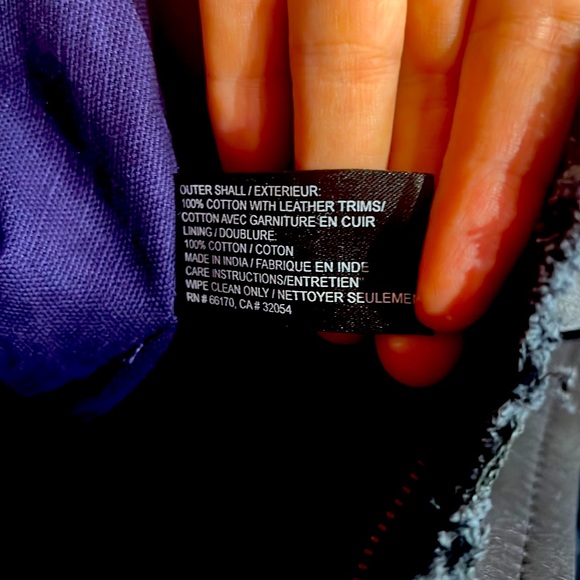 OUTER SHALL / EXTERIEUR:
100% COTTON WITH LEATHER TRIMS/
COTTON AVEC GARNITURE EN CUIR
LINING / DOUBLURE:
100% COTTON / COTON
MADE IN INDIA / FABRIQUE EN INDE
CARE INSTRUCTIONS/ENTRETIEN
WIPE CLEAN ONLY / NETTOYER
RN # 66170, CA # 32054